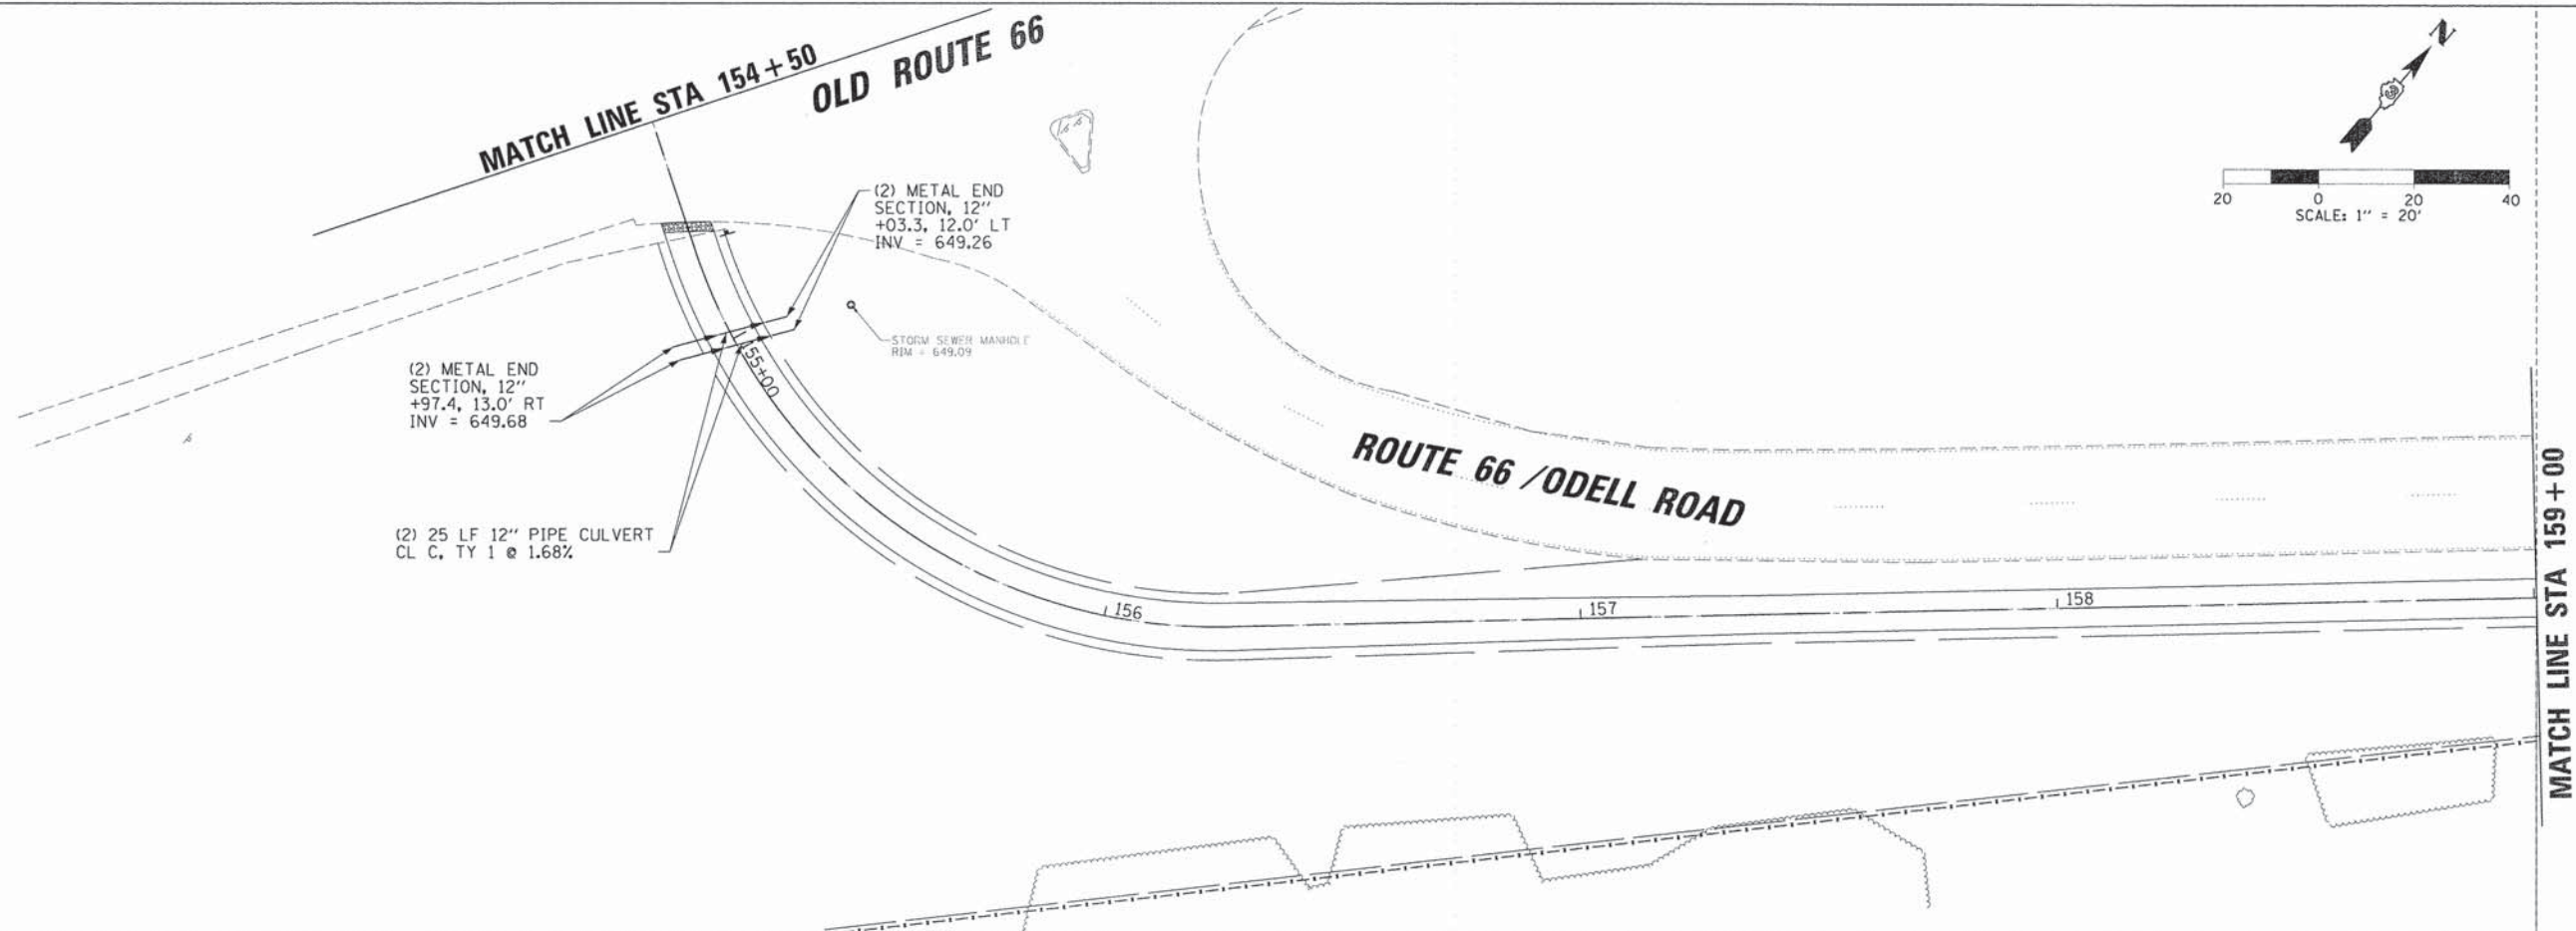 MATCH LINE STA 154+50
OLD ROUTE 66
N
(2) METAL END
SECTION, 12"
+03.3, 12.0' LT
INV = 649.26
20 0 20 40
SCALE: 1" = 20'
STORM SEWER MANHOLE
RIM = 649.09
155+00
(2) METAL END
SECTION, 12"
+97.4, 13.0' RT
INV = 649.68
(2) 25 LF 12" PIPE CULVERT
CL C, TY 1 @ 1.68%
ROUTE 66 /ODELL ROAD
156
157
158
MATCH LINE STA 159+00